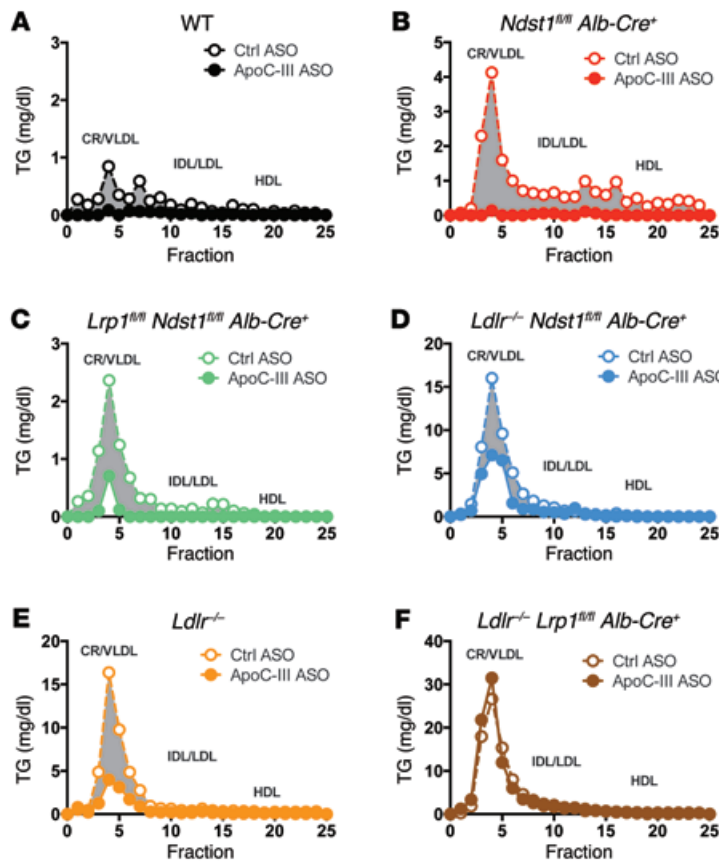 A WT
3
2
1
0
TG (mg/dl)
CR/VLDL
IDL/LDL
HDL
Ctrl ASO
ApoC-III ASO
0 5 10 15 20 25
Fraction
B Ndst1fl/fl Alb-Cre+
5
4
3
2
1
0
TG (mg/dl)
CR/VLDL
IDL/LDL
HDL
Ctrl ASO
ApoC-III ASO
0 5 10 15 20 25
Fraction
C Lrp1fl/fl Ndst1fl/fl Alb-Cre+
3
2
1
0
TG (mg/dl)
CR/VLDL
IDL/LDL
HDL
Ctrl ASO
ApoC-III ASO
0 5 10 15 20 25
Fraction
D Ldlr–/– Ndst1fl/fl Alb-Cre+
20
15
10
5
0
TG (mg/dl)
CR/VLDL
IDL/LDL
HDL
Ctrl ASO
ApoC-III ASO
0 5 10 15 20 25
Fraction
E Ldlr–/–
20
15
10
5
0
TG (mg/dl)
CR/VLDL
IDL/LDL
HDL
Ctrl ASO
ApoC-III ASO
0 5 10 15 20 25
Fraction
F Ldlr–/– Lrp1fl/fl Alb-Cre+
40
30
20
10
0
TG (mg/dl)
CR/VLDL
IDL/LDL
HDL
Ctrl ASO
ApoC-III ASO
0 5 10 15 20 25
Fraction